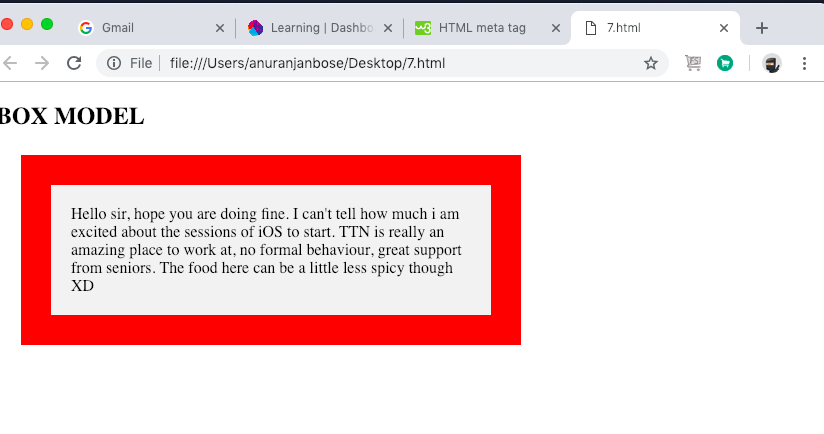 Gmail
Learning | Dashbo
HTML meta tag
7.html
File
file:///Users/anuranjanbose/Desktop/7.html
BOX MODEL
Hello sir, hope you are doing fine. I can't tell how much i am
excited about the sessions of iOS to start. TTN is really an
amazing place to work at, no formal behaviour, great support
from seniors. The food here can be a little less spicy though
XD